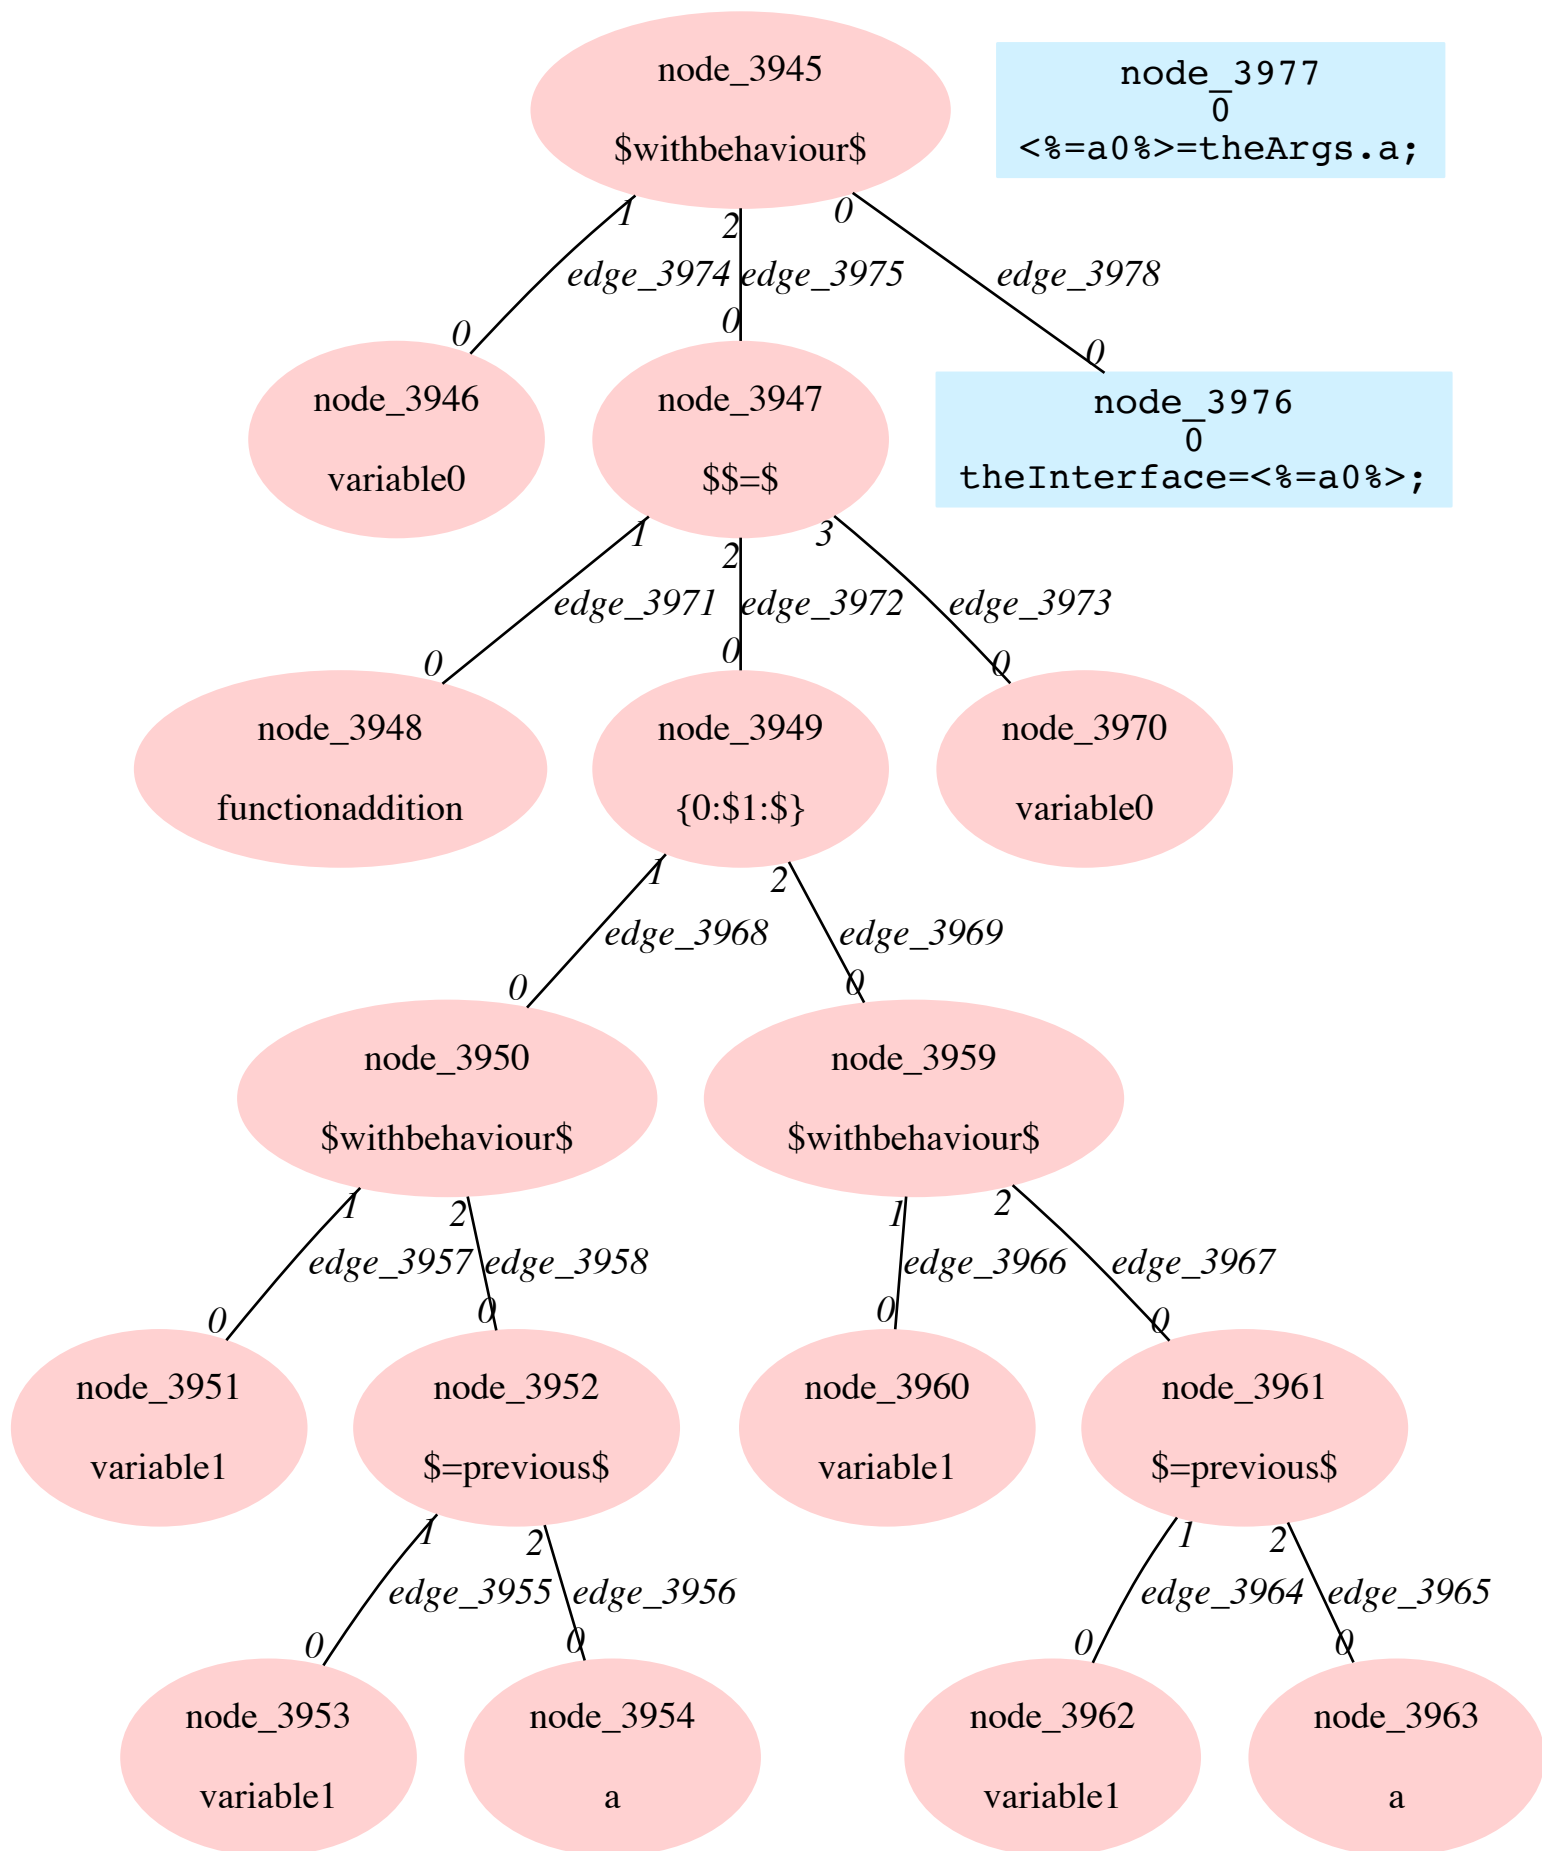 node_3945
$withbehaviour$
node_3977
0
<%=a0%>=theArgs.a;
1
2
0
edge_3974
edge_3975
edge_3978
0
0
0
node_3946
variable0
node_3947
$$=$
node_3976
0
theInterface=<%=a0%>;
1
2
3
edge_3971
edge_3972
edge_3973
0
0
0
node_3948
functionaddition
node_3949
{0:$1:$}
node_3970
variable0
1
2
edge_3968
edge_3969
0
0
node_3950
$withbehaviour$
node_3959
$withbehaviour$
1
2
1
2
edge_3957
edge_3958
edge_3966
edge_3967
0
0
0
0
node_3951
variable1
node_3952
$=previous$
node_3960
variable1
node_3961
$=previous$
1
2
1
2
edge_3955
edge_3956
edge_3964
edge_3965
0
0
0
0
node_3953
variable1
node_3954
a
node_3962
variable1
node_3963
a